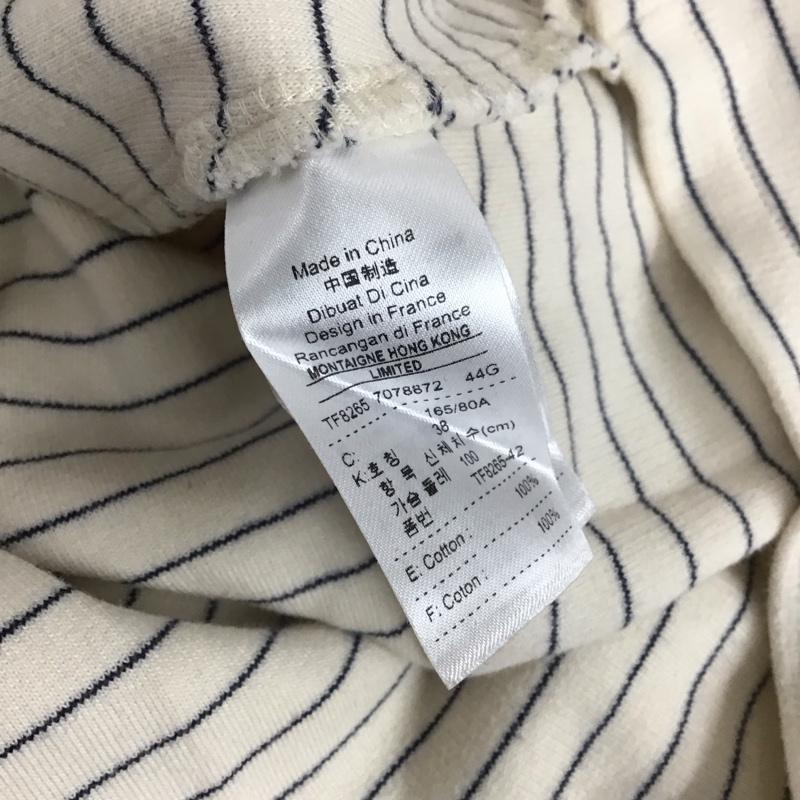 Made in China
中国制造
Dibuat Di Cina
Design in France
Rancangan di France
MONTAIGNE HONG KONG
LIMITED
TF8265 7078872 44G
C: 165/80A
K:호칭 38
항목 신체치수(cm)
가슴둘레 100
품번 TF8265-42
E: Cotton : 100%
F: Coton : 100%